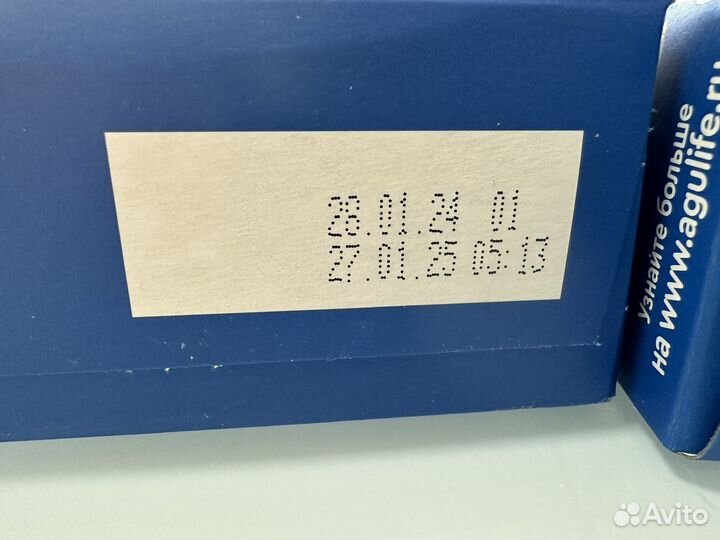 28.01.24 01
27.01.25 05:13
Узнайте больше
на www.agulife.ru
Avito